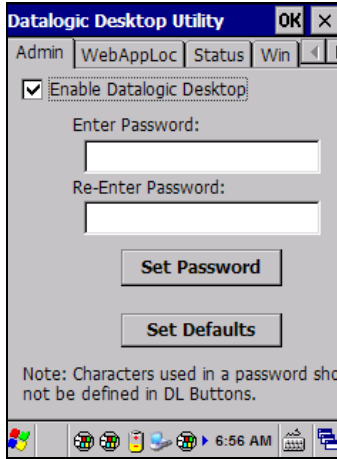 Datalogic Desktop Utility OK ×
Admin WebAppLoc Status Win
Enable Datalogic Desktop
Enter Password:
Re-Enter Password:
Set Password
Set Defaults
Note: Characters used in a password sho
not be defined in DL Buttons.
6:56 AM